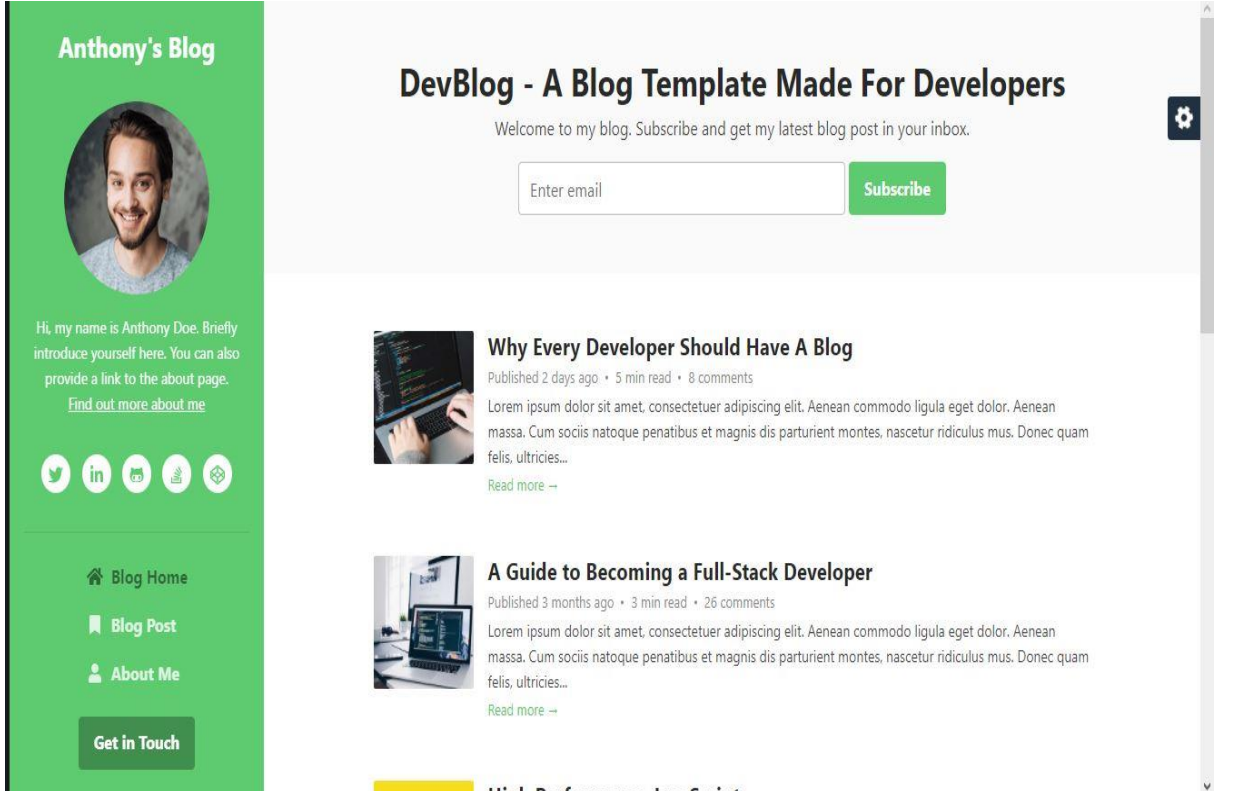 Anthony's Blog
Hi, my name is Anthony Doe. Briefly
introduce yourself here. You can also
provide a link to the about page.
Find out more about me
in
Blog Home
Blog Post
About Me
Get in Touch
DevBlog - A Blog Template Made For Developers
Welcome to my blog. Subscribe and get my latest blog post in your inbox.
Enter email
Subscribe
Why Every Developer Should Have A Blog
Published 2 days ago • 5 min read • 8 comments
Lorem ipsum dolor sit amet, consectetuer adipiscing elit. Aenean commodo ligula eget dolor. Aenean
massa. Cum sociis natoque penatibus et magnis dis parturient montes, nascetur ridiculus mus. Donec quam
felis, ultricies...
Read more →
A Guide to Becoming a Full-Stack Developer
Published 3 months ago • 3 min read • 26 comments
Lorem ipsum dolor sit amet, consectetuer adipiscing elit. Aenean commodo ligula eget dolor. Aenean
massa. Cum sociis natoque penatibus et magnis dis parturient montes, nascetur ridiculus mus. Donec quam
felis, ultricies...
Read more →